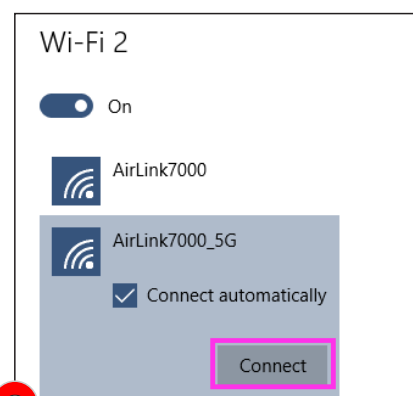 Wi-Fi 2
On
AirLink7000
AirLink7000_5G
Connect automatically
Connect